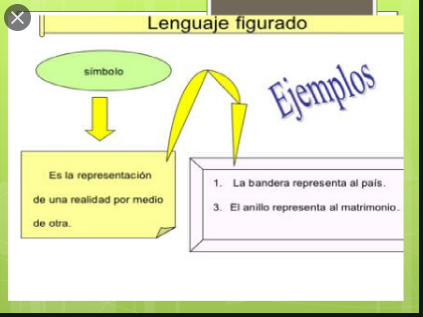 Lenguaje figurado
símbolo
Ejemplos
Es la representación
de una realidad por medio
de otra.
1. La bandera representa al país.
3. El anillo representa al matrimonio.